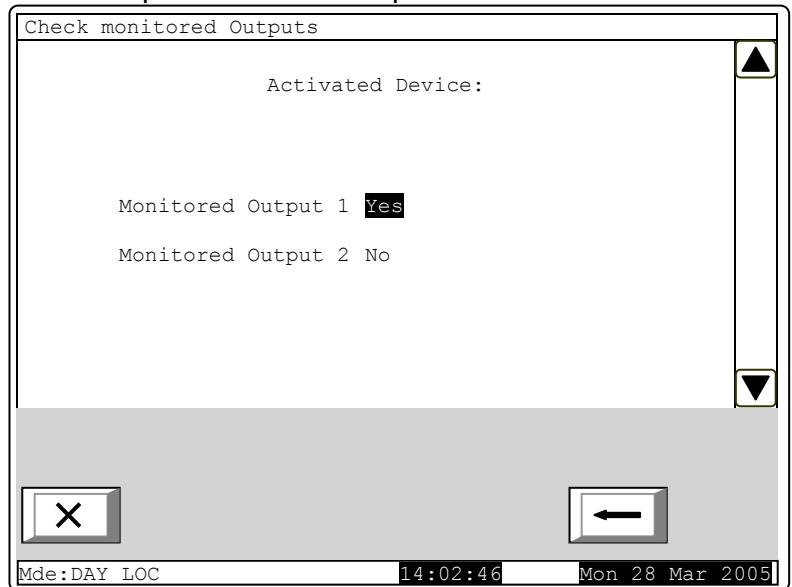 Check monitored Outputs
Activated Device:
Monitored Output 1 Yes
Monitored Output 2 No
Mde:DAY LOC 14:02:46 Mon 28 Mar 2005